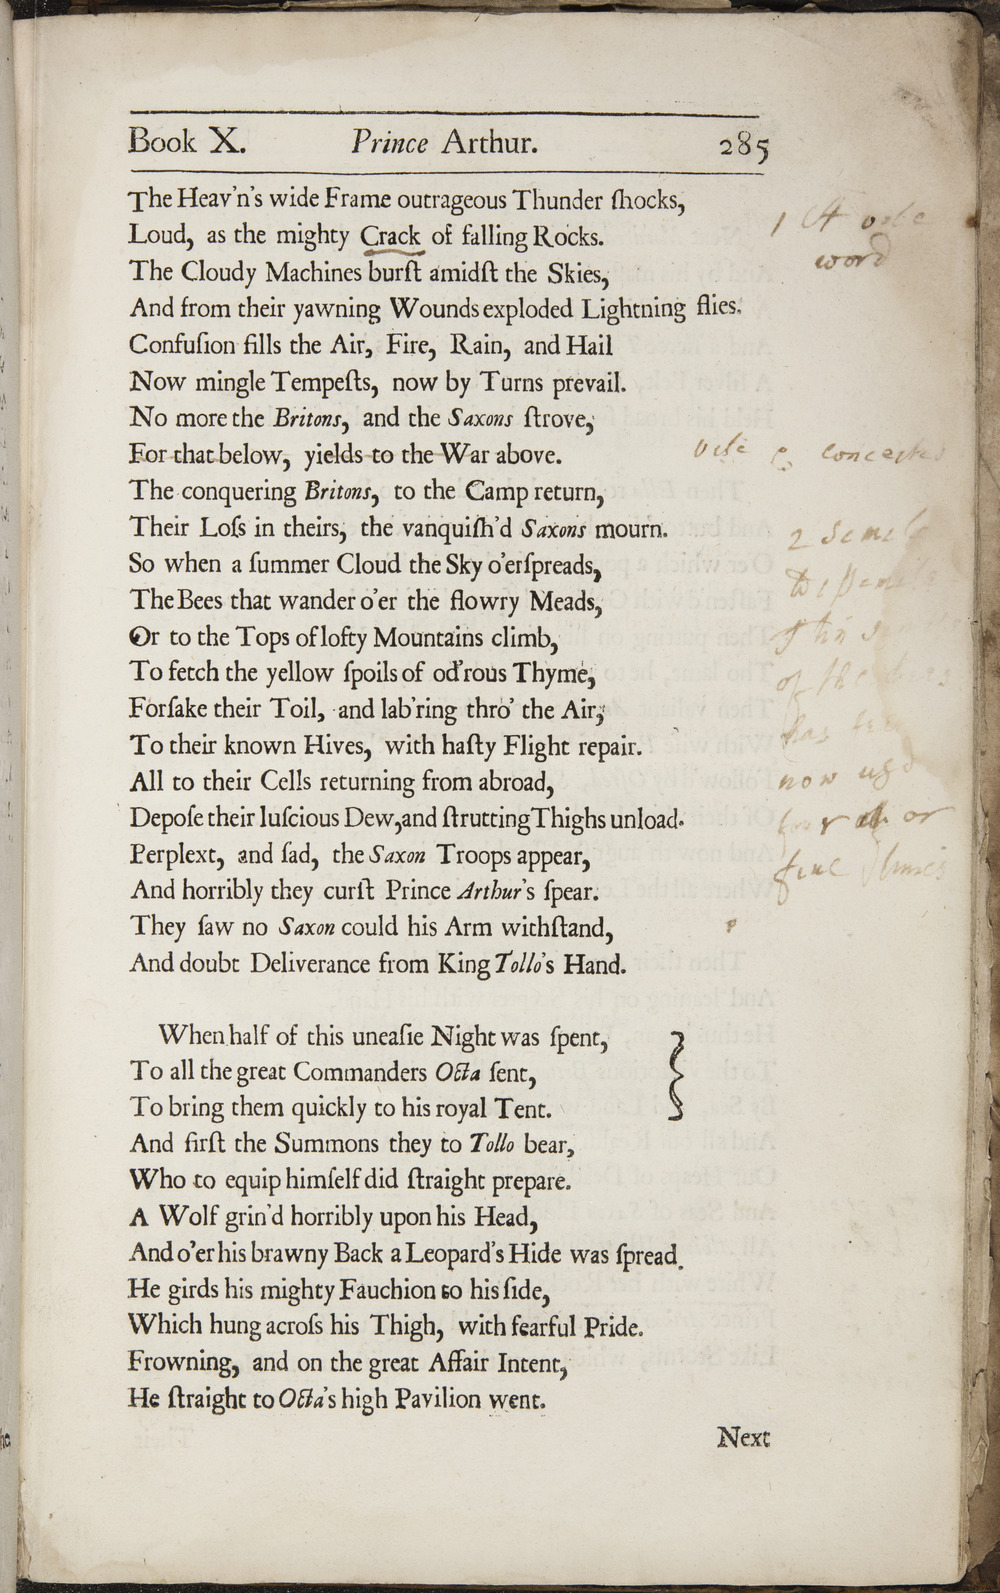 Book X. Prince Arthur. 285
The Heav'n's wide Frame outrageous Thunder ſhocks,
Loud, as the mighty Crack of falling Rocks.
The Cloudy Machines burſt amidſt the Skies,
And from their yawning Wounds exploded Lightning flies.
Confuſion fills the Air, Fire, Rain, and Hail
Now mingle Tempeſts, now by Turns prevail.
No more the Britons, and the Saxons ſtrove,
For that below, yields to the War above.
The conquering Britons, to the Camp return,
Their Loſs in theirs, the vanquiſh'd Saxons mourn.
So when a ſummer Cloud the Sky o'erſpreads,
The Bees that wander o'er the flowry Meads,
Or to the Tops of lofty Mountains climb,
To fetch the yellow ſpoils of od'rous Thyme,
Forſake their Toil, and lab'ring thro' the Air,
To their known Hives, with haſty Flight repair.
All to their Cells returning from abroad,
Depoſe their luſcious Dew, and ſtrutting Thighs unload.
Perplext, and ſad, the Saxon Troops appear,
And horribly they curſt Prince Arthur's ſpear.
They ſaw no Saxon could his Arm withſtand,
And doubt Deliverance from King Tollo's Hand.
When half of this uneaſie Night was ſpent,
To all the great Commanders Octa ſent,
To bring them quickly to his royal Tent.
And firſt the Summons they to Tollo bear,
Who to equip himſelf did ſtraight prepare.
A Wolf grin'd horribly upon his Head,
And o'er his brawny Back a Leopard's Hide was ſpread.
He girds his mighty Fauchion to his ſide,
Which hung acroſs his Thigh, with fearful Pride.
Frowning, and on the great Affair Intent,
He ſtraight to Octa's high Pavilion went.
Next
1
word
2
of the
has
now
or